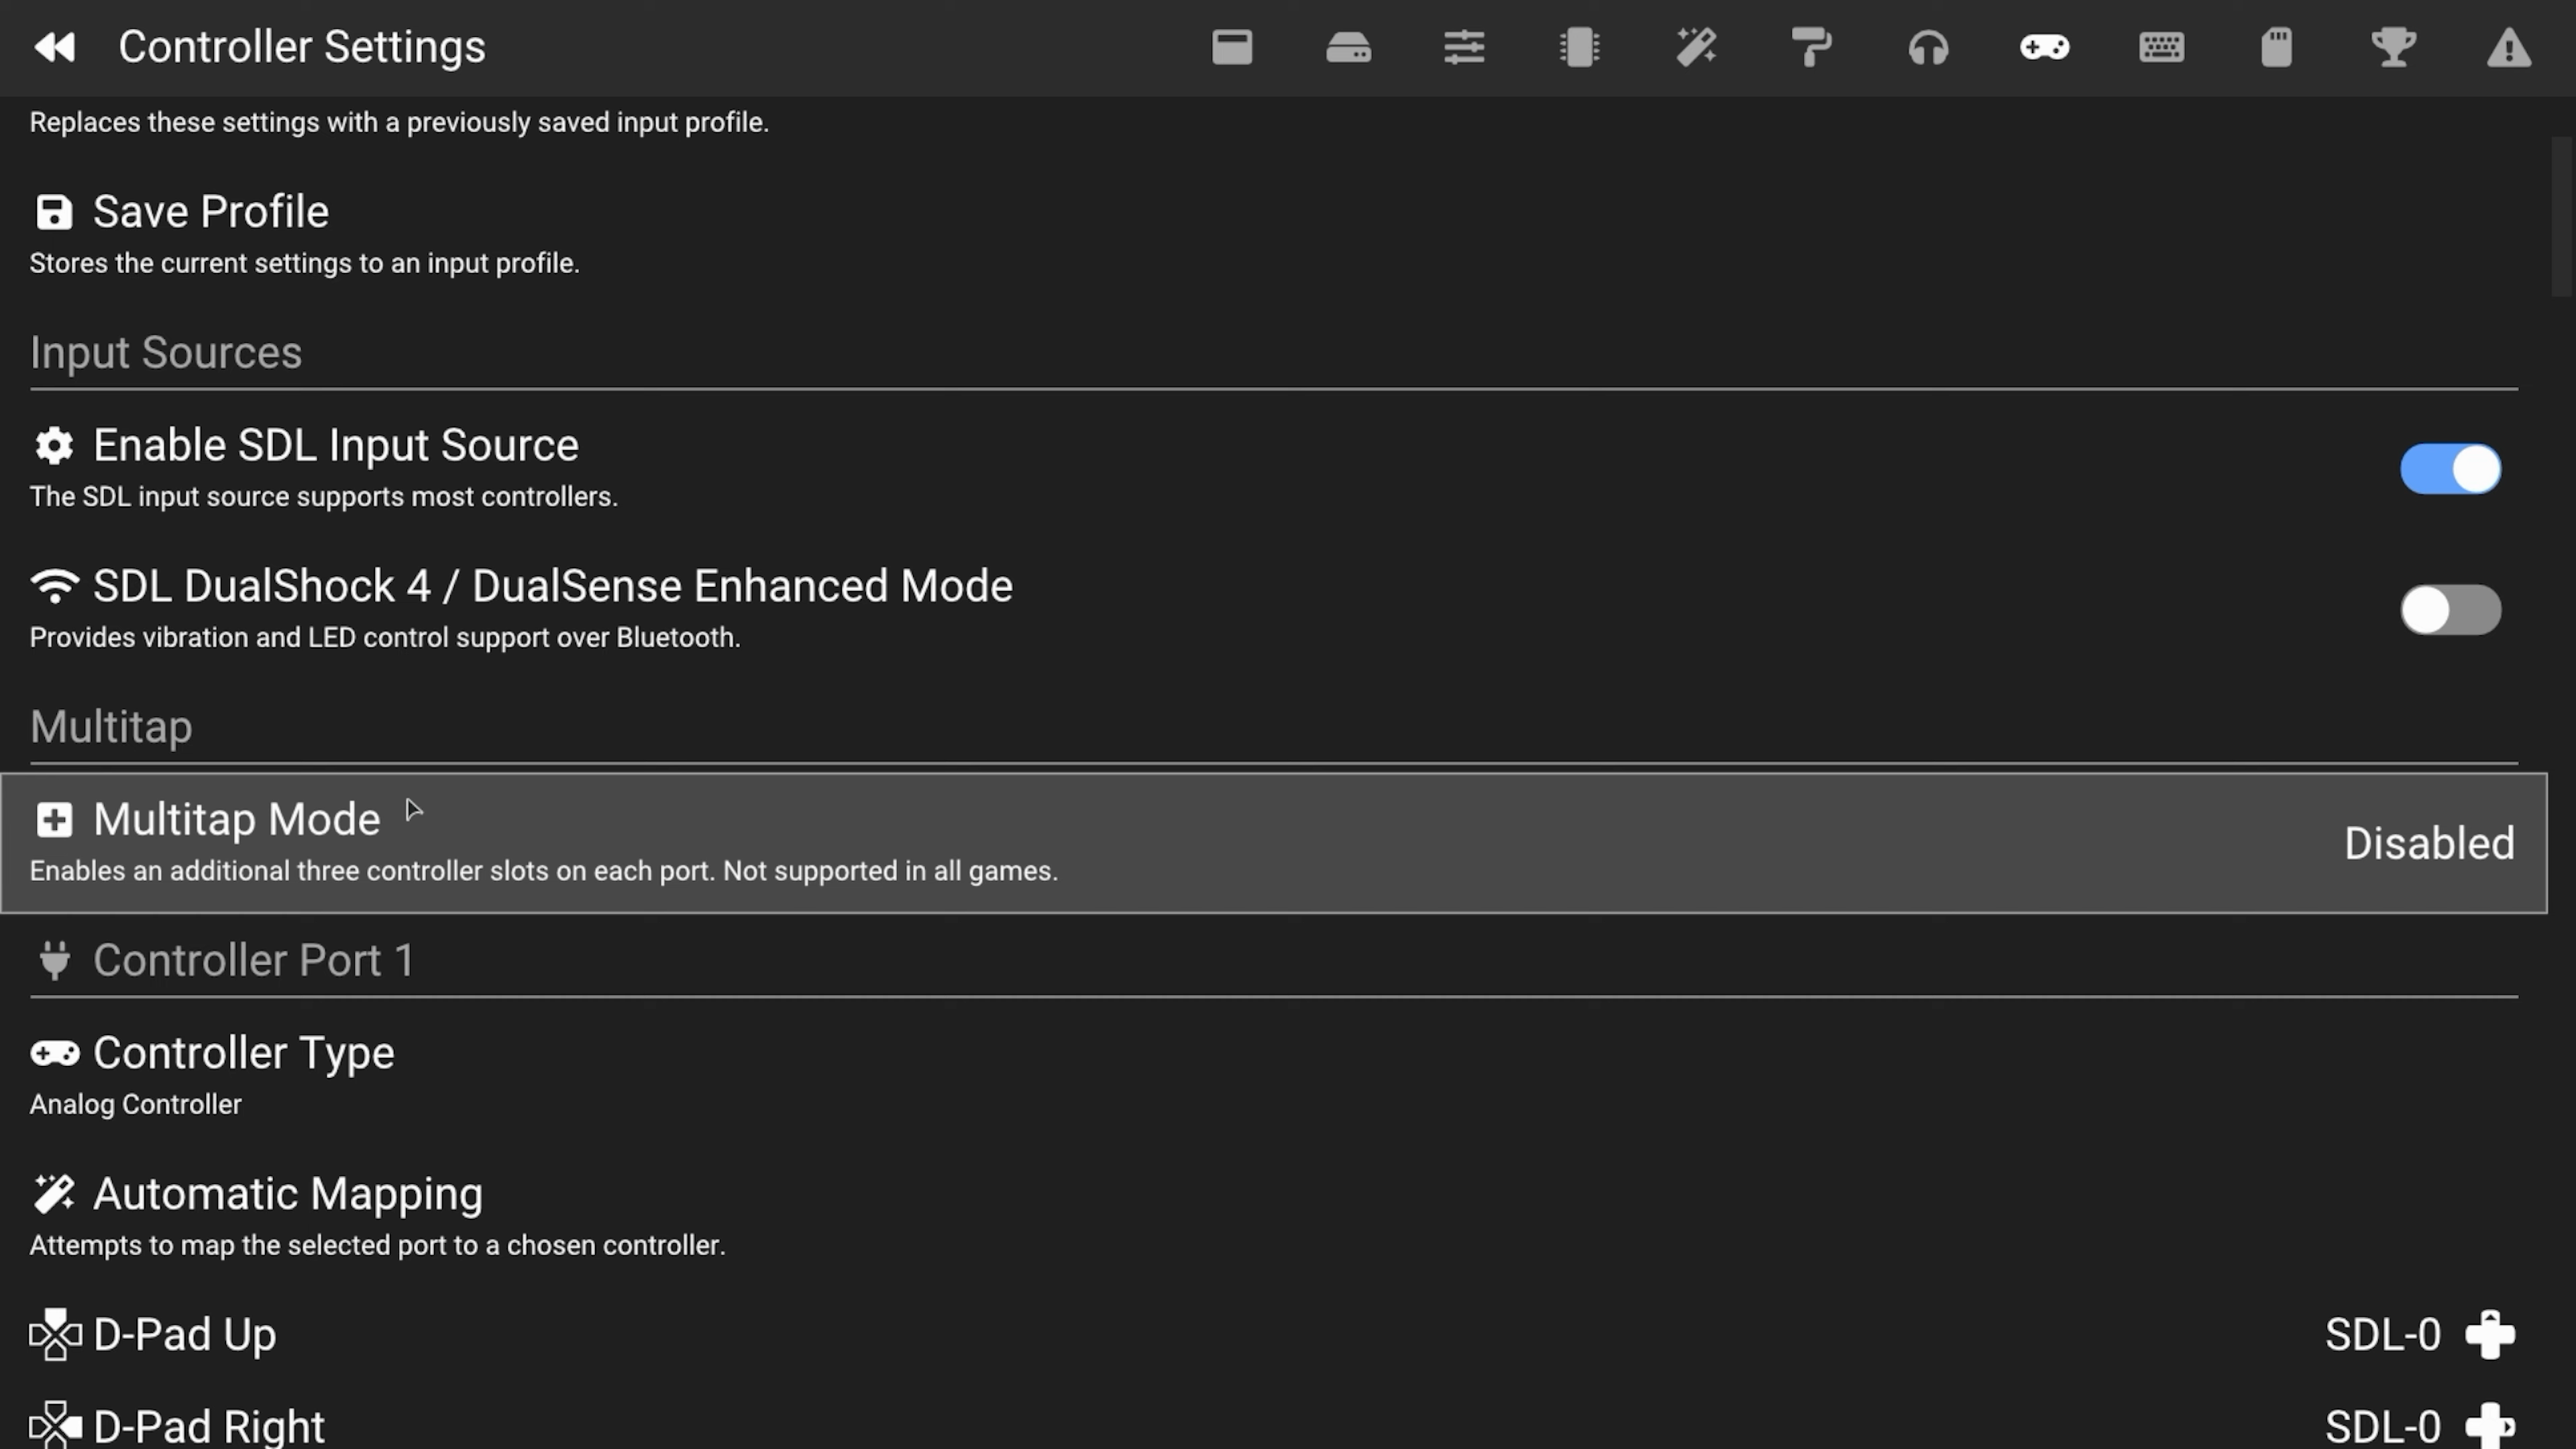 Controller Settings
Replaces these settings with a previously saved input profile.
Save Profile
Stores the current settings to an input profile.
Input Sources
Enable SDL Input Source
The SDL input source supports most controllers.
SDL DualShock 4 / DualSense Enhanced Mode
Provides vibration and LED control support over Bluetooth.
Multitap
Multitap Mode
Disabled
Enables an additional three controller slots on each port. Not supported in all games.
Controller Port 1
Controller Type
Analog Controller
Automatic Mapping
Attempts to map the selected port to a chosen controller.
D-Pad Up SDL-0
D-Pad Right SDL-0